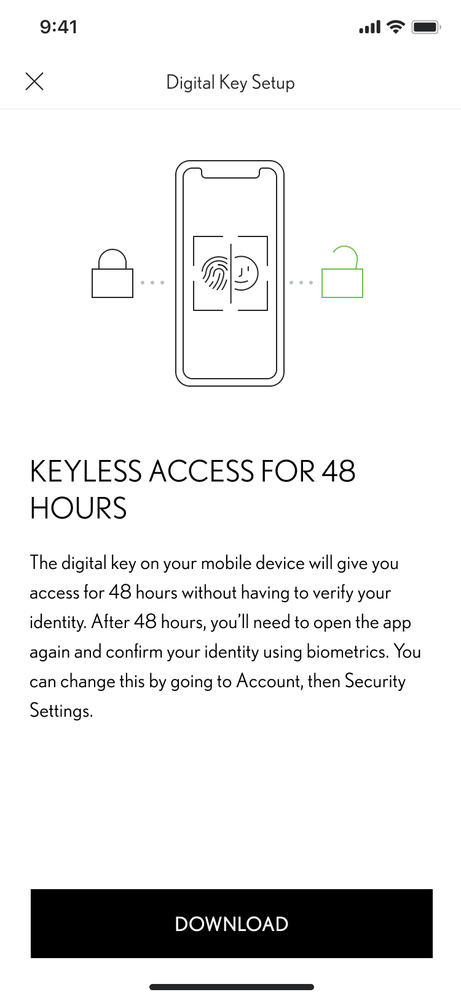 9:41
Digital Key Setup
KEYLESS ACCESS FOR 48
HOURS
The digital key on your mobile device will give you
access for 48 hours without having to verify your
identity. After 48 hours, you’ll need to open the app
again and confirm your identity using biometrics. You
can change this by going to Account, then Security
Settings.
DOWNLOAD